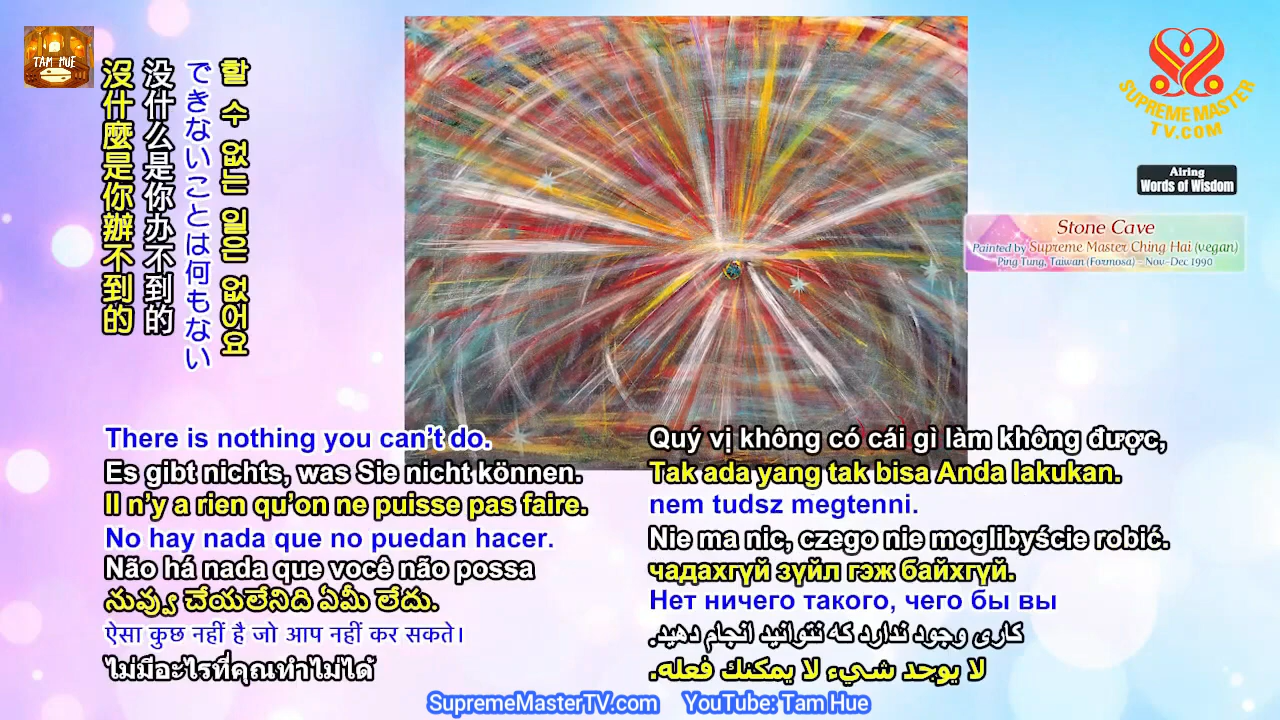 TAM HUE
沒什麼是你辦不到的
没什么是你办不到的
できないことは何もない
할 수 없는 일은 없어요
SUPREME MASTER
TV.COM
Airing
Words of Wisdom
Stone Cave
Painted by Supreme Master Ching Hai (vegan)
Ping Tung, Taiwan (Formosa) – Nov-Dec 1990
There is nothing you can't do.
Es gibt nichts, was Sie nicht können.
Il n'y a rien qu'on ne puisse pas faire.
No hay nada que no puedan hacer.
Não há nada que você não possa
నువ్వు చేయలేనిది ఏమీ లేదు.
ऐसा कुछ नहीं है जो आप नहीं कर सकते।
ไม่มีอะไรที่คุณทำไม่ได้
Quý vị không có cái gì làm không được,
Tak ada yang tak bisa Anda lakukan.
nem tudsz megtenni.
Nie ma nic, czego nie moglibyście robić.
чадахгүй зүйл гэж байхгүй.
Нет ничего такого, чего бы вы
کاری وجود ندارد که نتوانید انجام دهید.
لا يوجد شيء لا يمكنك فعله.
SupremeMasterTV.com YouTube: Tam Hue